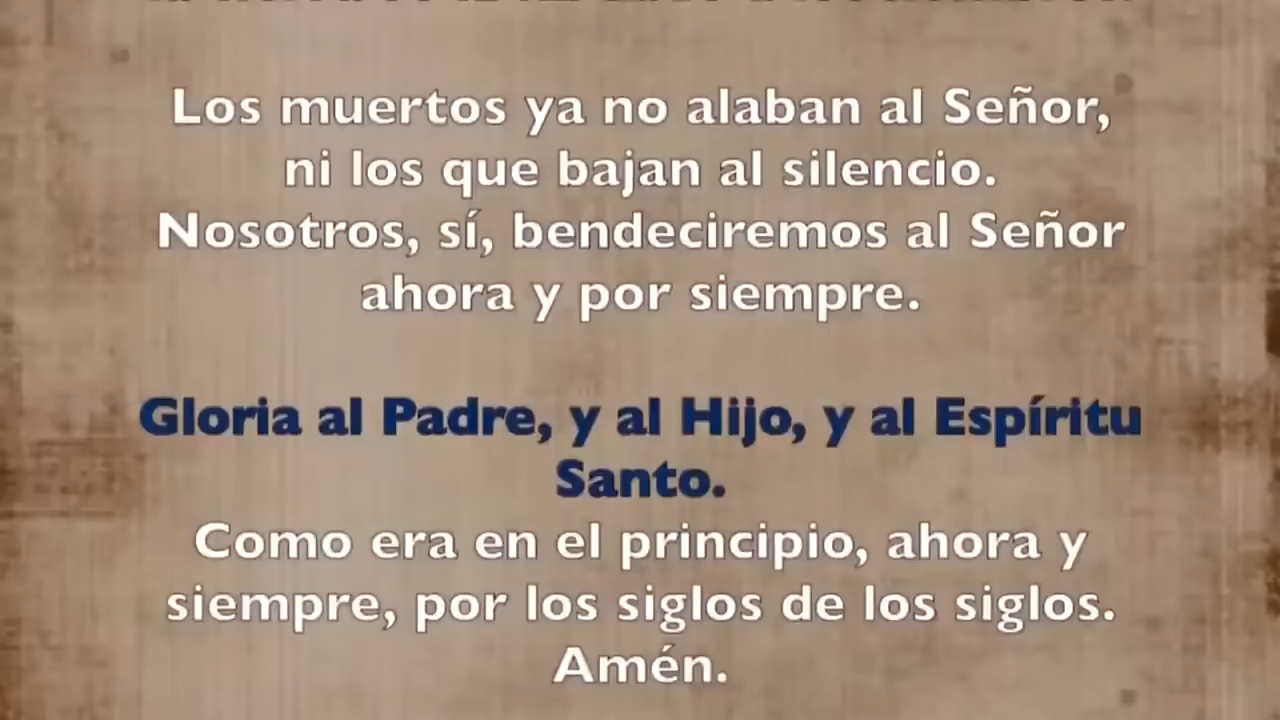 Los muertos ya no alaban al Señor,
ni los que bajan al silencio.
Nosotros, sí, bendeciremos al Señor
ahora y por siempre.
Gloria al Padre, y al Hijo, y al Espíritu
Santo.
Como era en el principio, ahora y
siempre, por los siglos de los siglos.
Amén.